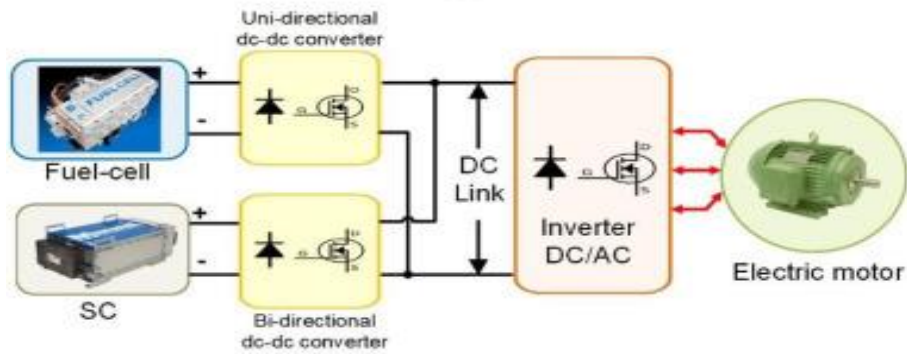 Uni-directional
dc-dc converter
+
-
FUELCELL
D
G
S
Fuel-cell
DC
Link
D
G
S
Inverter
DC/AC
Electric motor
+
-
D
G
S
SC
Bi-directional
dc-dc converter